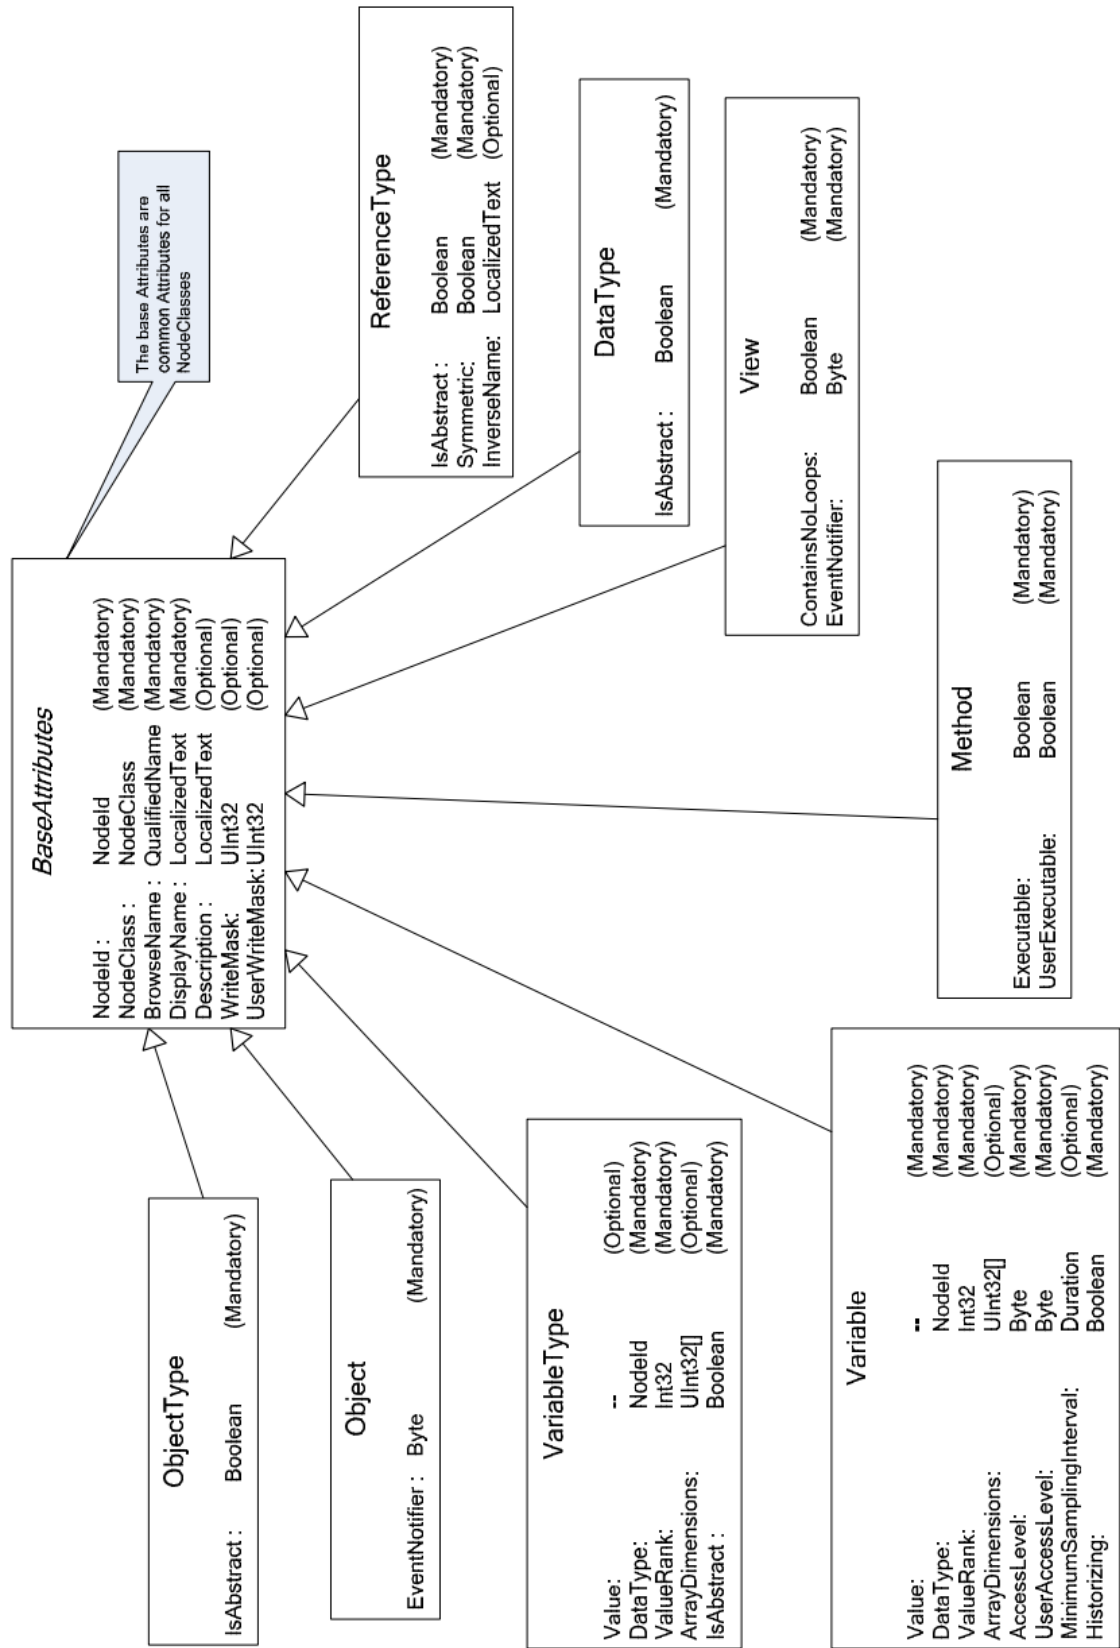 The base Attributes are
common Attributes for all
NodeClasses
BaseAttributes
NodeId : NodeId (Mandatory)
NodeClass : NodeClass (Mandatory)
BrowseName : QualifiedName (Mandatory)
DisplayName : LocalizedText (Mandatory)
Description : LocalizedText (Optional)
WriteMask: UInt32 (Optional)
UserWriteMask: UInt32 (Optional)
ObjectType
IsAbstract : Boolean (Mandatory)
Object
EventNotifier : Byte (Mandatory)
VariableType
Value: -- (Optional)
DataType: NodeId (Mandatory)
ValueRank: Int32 (Mandatory)
ArrayDimensions: UInt32[] (Optional)
IsAbstract : Boolean (Mandatory)
Variable
Value: -- (Mandatory)
DataType: NodeId (Mandatory)
ValueRank: Int32 (Mandatory)
ArrayDimensions: UInt32[] (Optional)
AccessLevel: Byte (Mandatory)
UserAccessLevel: Byte (Mandatory)
MinimumSamplingInterval: Duration (Optional)
Historizing: Boolean (Mandatory)
Method
Executable: Boolean (Mandatory)
UserExecutable: Boolean (Mandatory)
View
ContainsNoLoops: Boolean (Mandatory)
EventNotifier: Byte (Mandatory)
DataType
IsAbstract : Boolean (Mandatory)
ReferenceType
IsAbstract : Boolean (Mandatory)
Symmetric: Boolean (Mandatory)
InverseName: LocalizedText (Optional)